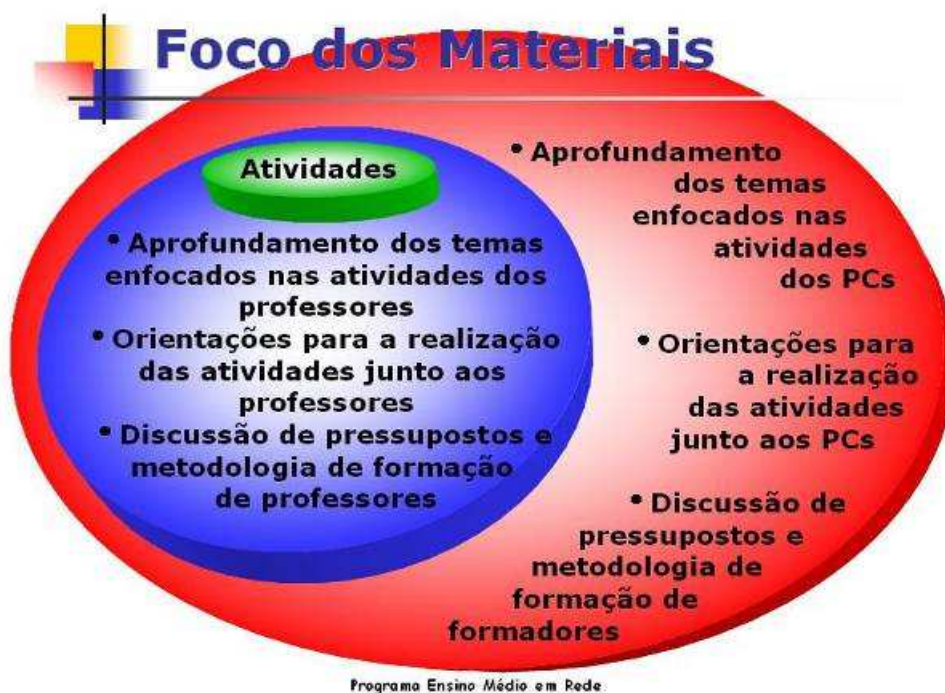 Foco dos Materiais
Atividades
• Aprofundamento dos temas
enfocados nas atividades dos
professores
• Orientações para a realização
das atividades junto aos
professores
• Discussão de pressupostos e
metodologia de formação
de professores
• Aprofundamento
dos temas
enfocados nas
atividades
dos PCs
• Orientações para
a realização
das atividades
junto aos PCs
• Discussão de
pressupostos e
metodologia de
formação de
formadores
Programa Ensino Médio em Rede